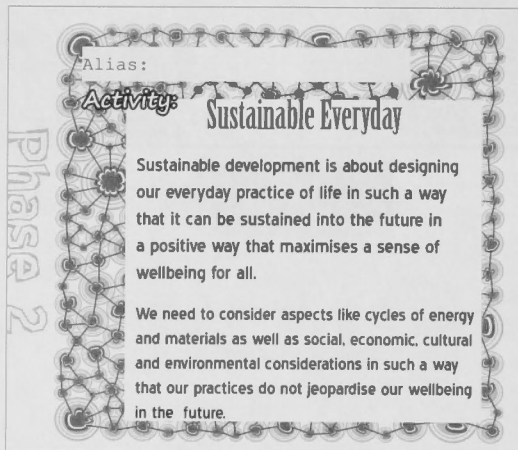 Alias:
Activity:
Sustainable Everyday
Phase 2
Sustainable development is about designing
our everyday practice of life in such a way
that it can be sustained into the future in
a positive way that maximises a sense of
wellbeing for all.
We need to consider aspects like cycles of energy
and materials as well as social, economic, cultural
and environmental considerations in such a way
that our practices do not jeopardise our wellbeing
in the future.